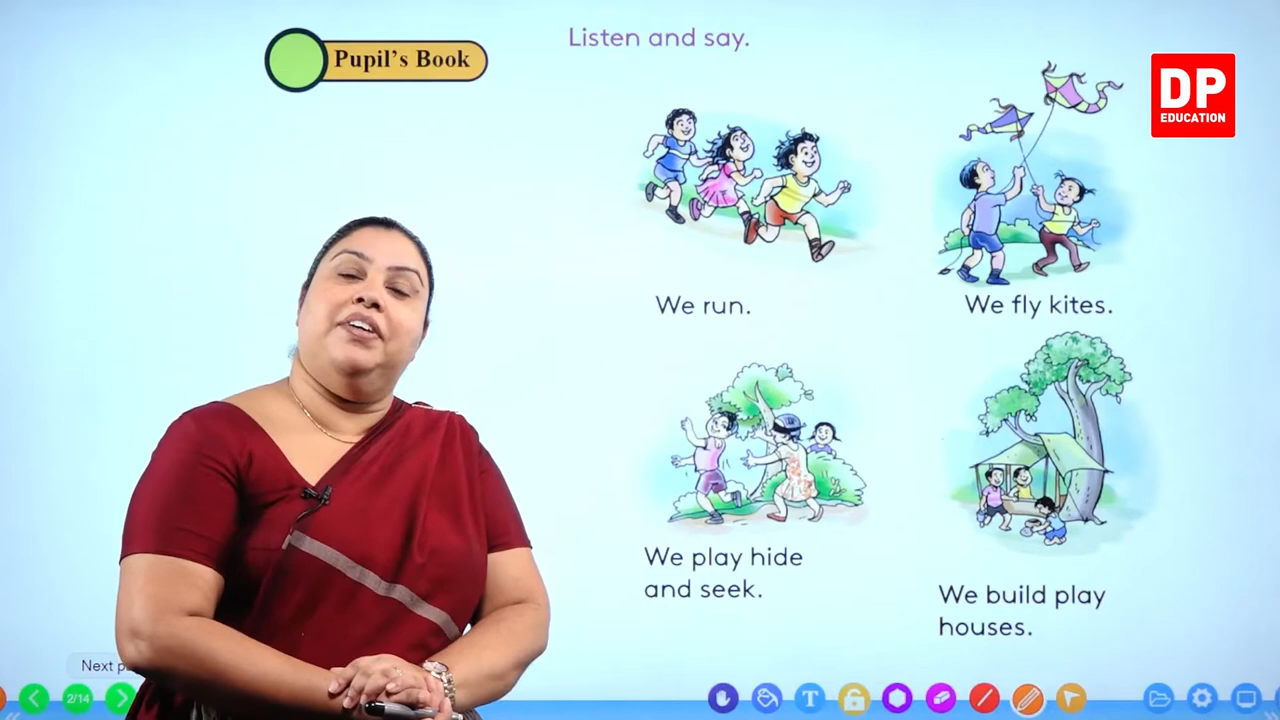 Listen and say.
Pupil's Book
DP
EDUCATION
We run.
We fly kites.
We play hide
and seek.
We build play
houses.
Next
2/14
T